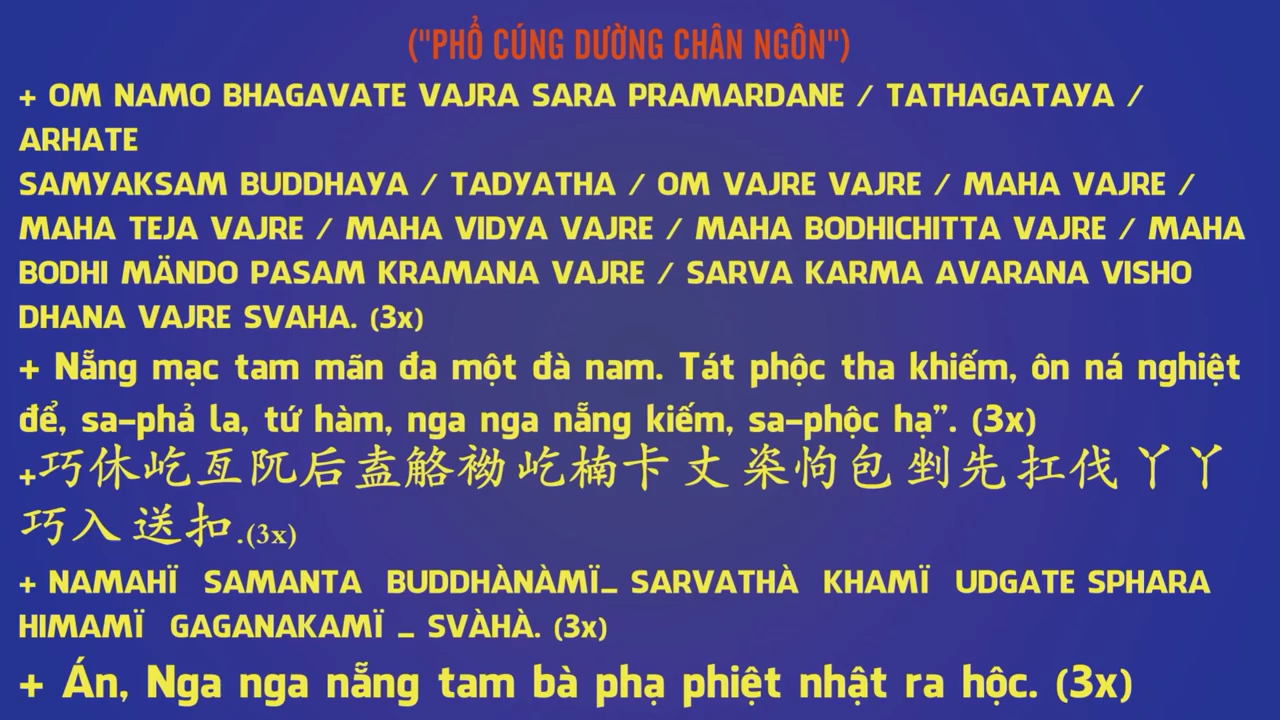 ("PHỔ CÚNG DƯỜNG CHÂN NGÔN")
+ OM NAMO BHAGAVATE VAJRA SARA PRAMARDANE / TATHAGATAYA /
ARHATE
SAMYAKSAM BUDDHAYA / TADYATHA / OM VAJRE VAJRE / MAHA VAJRE /
MAHA TEJA VAJRE / MAHA VIDYA VAJRE / MAHA BODHICHITTA VAJRE / MAHA
BODHI MÄNDO PASAM KRAMANA VAJRE / SARVA KARMA AVARANA VISHO
DHANA VAJRE SVAHA. (3x)
+ Nẵng mạc tam mãn đa một đà nam. Tát phộc tha khiếm, ôn ná nghiệt
để, sa-phả la, tứ hàm, nga nga nẵng kiếm, sa-phộc hạ”. (3x)
+巧休屹亙阢后盍觡衪屹楠卡丈粢怐包剉先扛伐丫丫
巧入送扣.(3x)
+ NAMAHÏ SAMANTA BUDDHÀNÀMÏ_ SARVATHÀ KHAMÏ UDGATE SPHARA
HIMAMÏ GAGANAKAMÏ _ SVÀHÀ. (3x)
+ Án, Nga nga nẵng tam bà phạ phiệt nhật ra hộc. (3x)